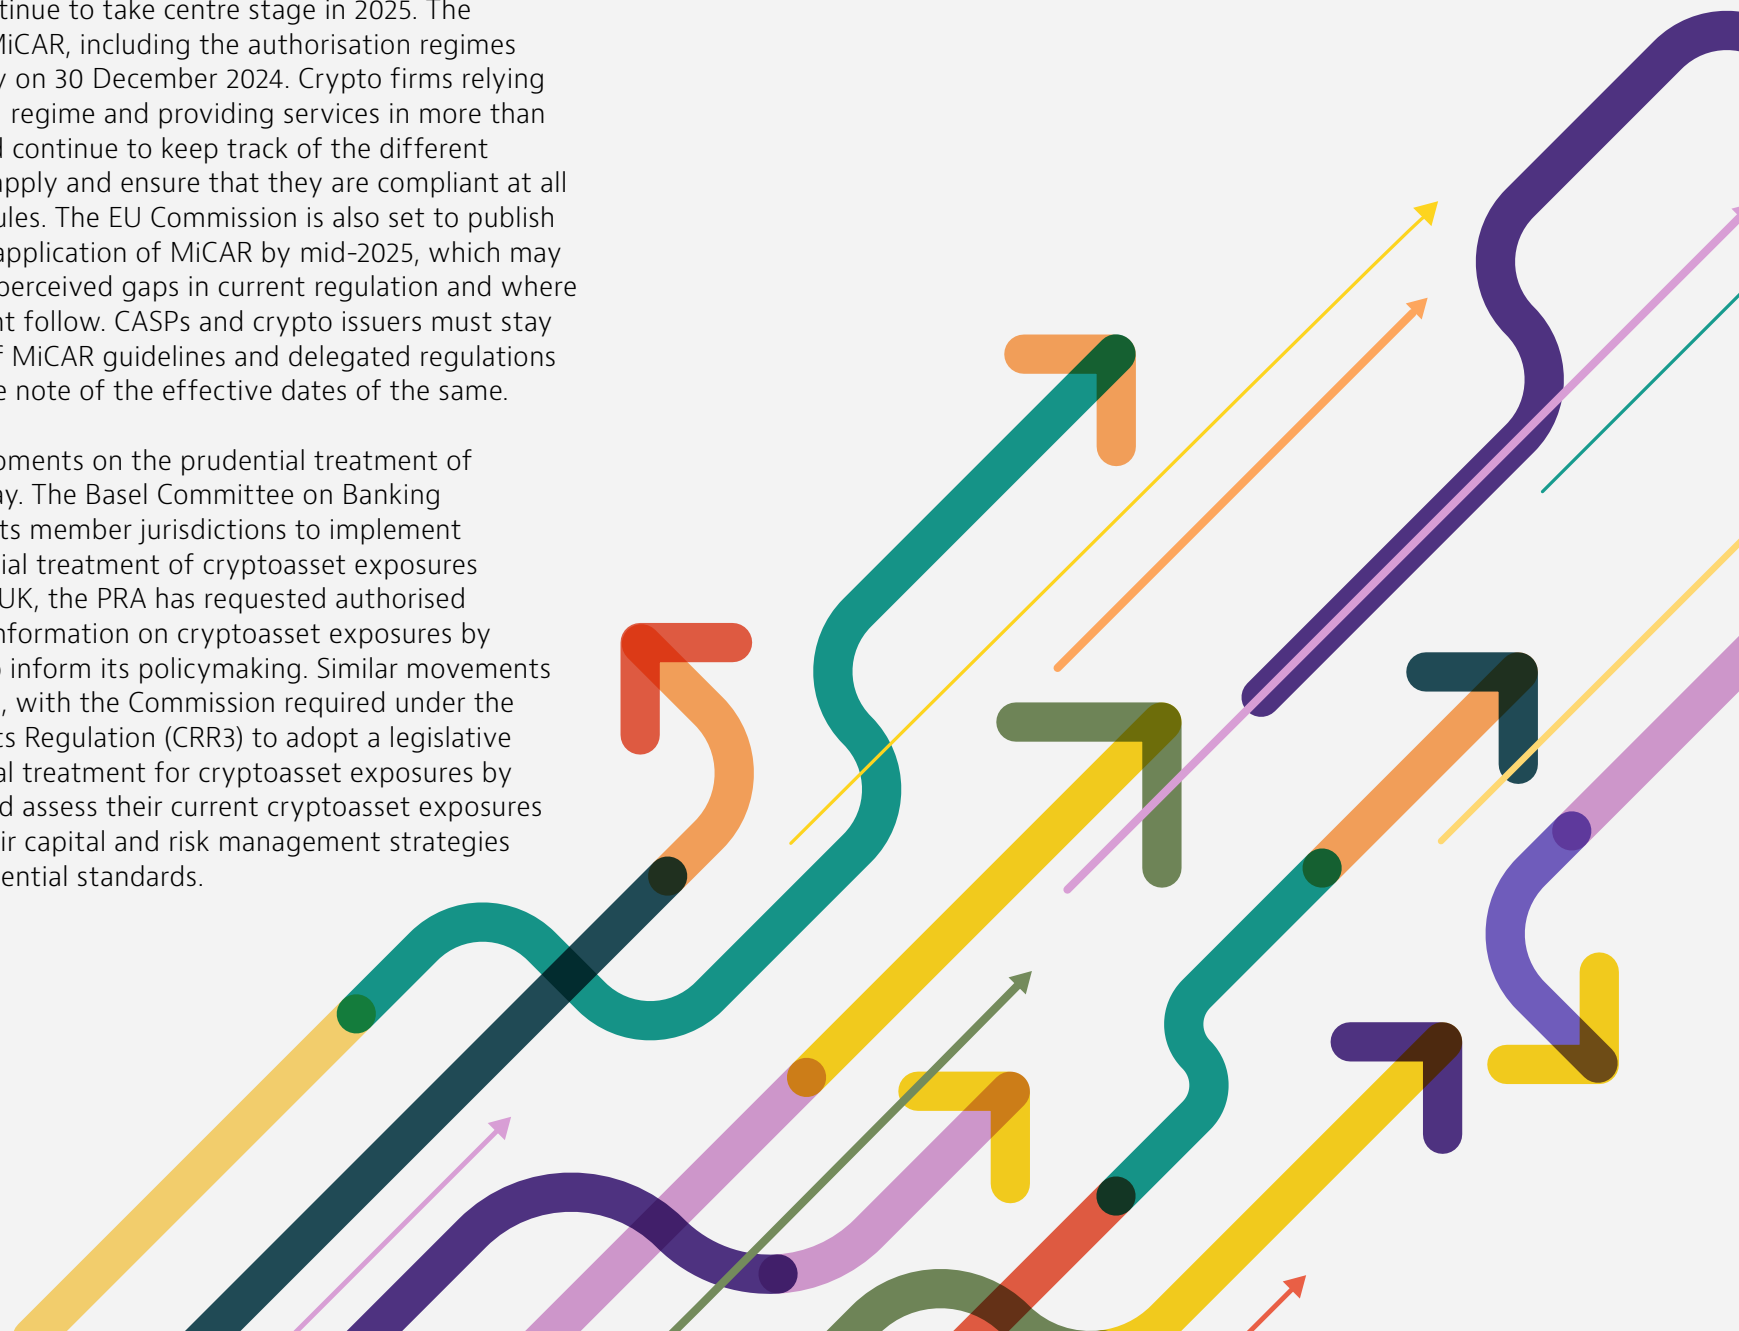 tinue to take centre stage in 2025. The
MiCAR, including the authorisation regimes
y on 30 December 2024. Crypto firms relying
regime and providing services in more than
d continue to keep track of the different
apply and ensure that they are compliant at all
ules. The EU Commission is also set to publish
application of MiCAR by mid-2025, which may
perceived gaps in current regulation and where
nt follow. CASPs and crypto issuers must stay
f MiCAR guidelines and delegated regulations
e note of the effective dates of the same.
pments on the prudential treatment of
ay. The Basel Committee on Banking
ts member jurisdictions to implement
ial treatment of cryptoasset exposures
UK, the PRA has requested authorised
nformation on cryptoasset exposures by
o inform its policymaking. Similar movements
, with the Commission required under the
ts Regulation (CRR3) to adopt a legislative
al treatment for cryptoasset exposures by
d assess their current cryptoasset exposures
ir capital and risk management strategies
ential standards.